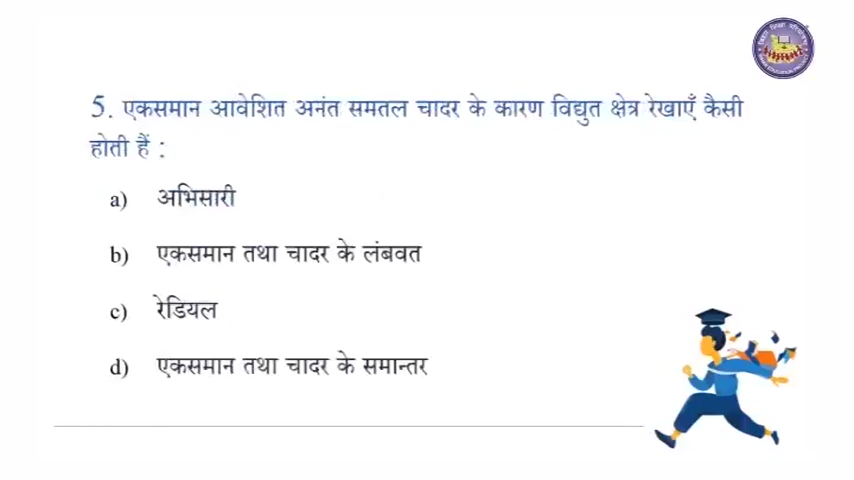 5. एकसमान आवेशित अनंत समतल चादर के कारण विद्युत क्षेत्र रेखाएँ कैसी
होती हैं :
a) अभिसारी
b) एकसमान तथा चादर के लंबवत
c) रेडियल
d) एकसमान तथा चादर के समान्तर